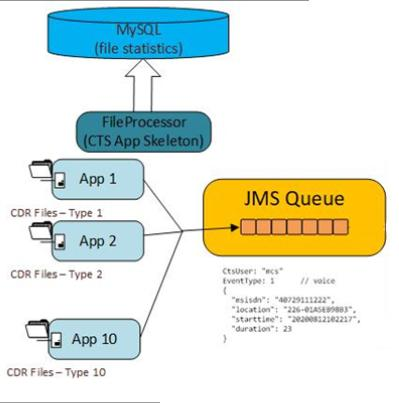 MySQL
(file statistics)
FileProcessor
(CTS App Skeleton)
App 1
CDR Files – Type 1
App 2
CDR Files – Type 2
App 10
CDR Files – Type 10
JMS Queue
CtsUser: "mcs"
EventType: 1 // voice
{
"msisdn": "40729111222",
"location": "226-01A5EB9883",
"starttime": "20200812102217",
"duration": 23
}